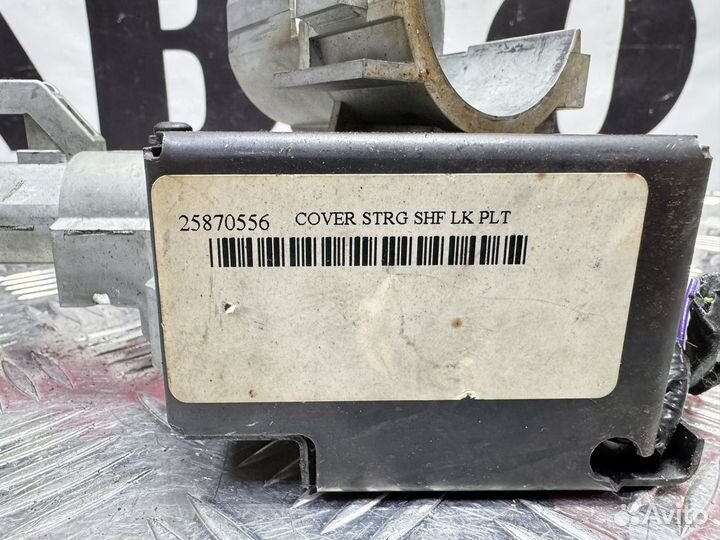 25870556 COVER STRG SHF LK PLT
Avito